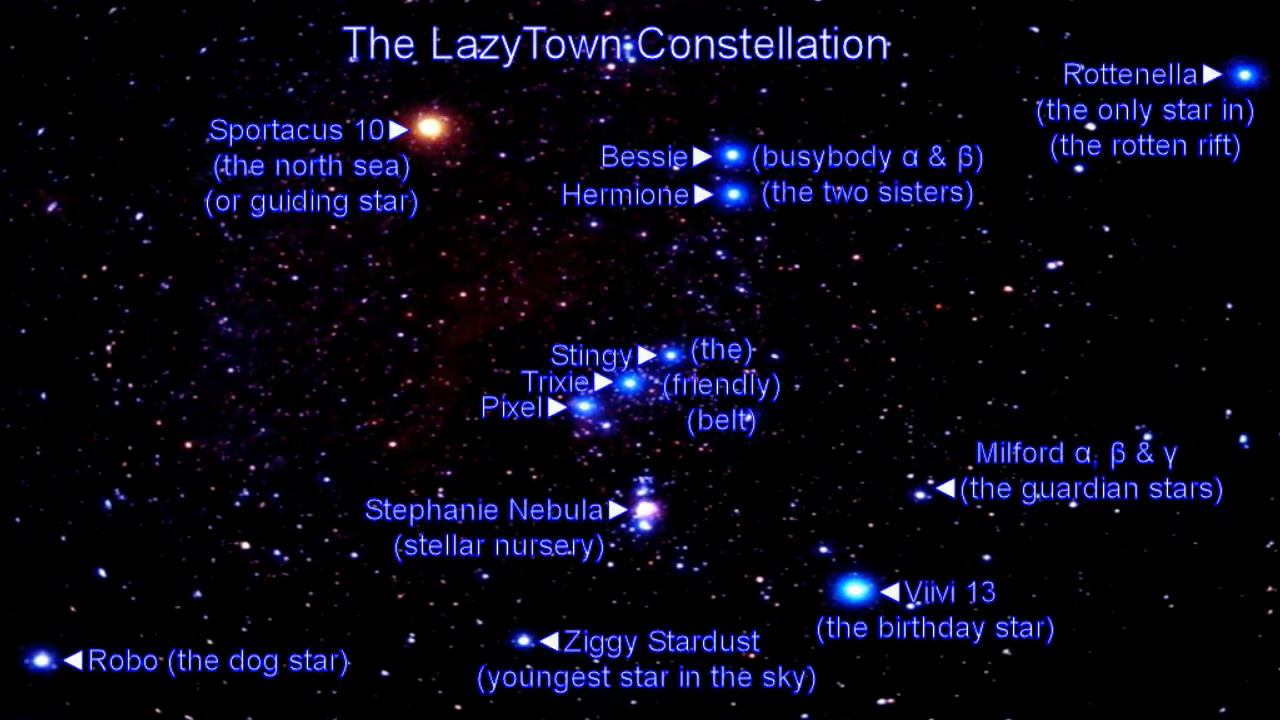 The LazyTown Constellation
Rottenella
(the only star in)
(the rotten rift)
Sportacus 10
(the north sea)
(or guiding star)
Bessie (busybody α & β)
Hermione (the two sisters)
Stingy (the)
Trixie (friendly)
Pixel (belt)
Milford α, β & γ
(the guardian stars)
Stephanie Nebula
(stellar nursery)
Viivi 13
(the birthday star)
Ziggy Stardust
(youngest star in the sky)
Robo (the dog star)